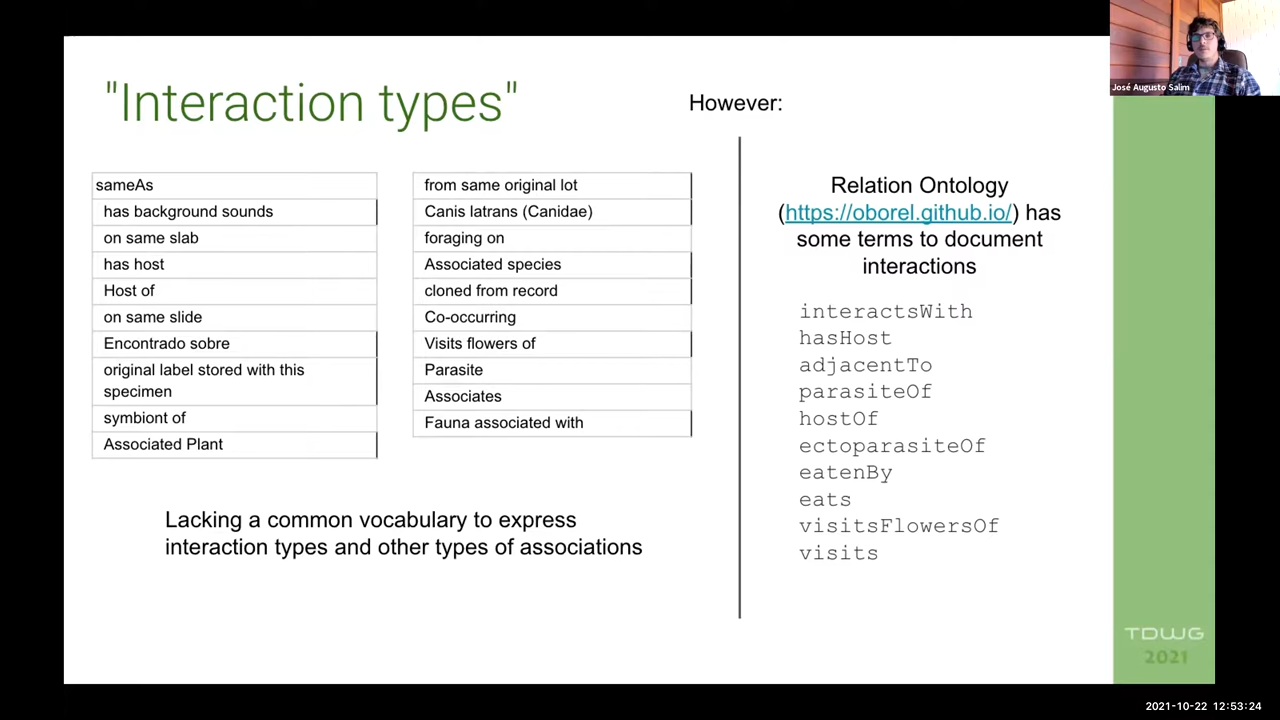 José Augusto Salim
"Interaction types"
However:
sameAs
has background sounds
on same slab
has host
Host of
on same slide
Encontrado sobre
original label stored with this
specimen
symbiont of
Associated Plant
from same original lot
Canis latrans (Canidae)
foraging on
Associated species
cloned from record
Co-occurring
Visits flowers of
Parasite
Associates
Fauna associated with
Lacking a common vocabulary to express
interaction types and other types of associations
Relation Ontology
(https://oborel.github.io/) has
some terms to document
interactions
interactsWith
hasHost
adjacentTo
parasiteOf
hostOf
ectoparasiteOf
eatenBy
eats
visitsFlowersOf
visits
TDWG
2021
2021-10-22 12:53:24